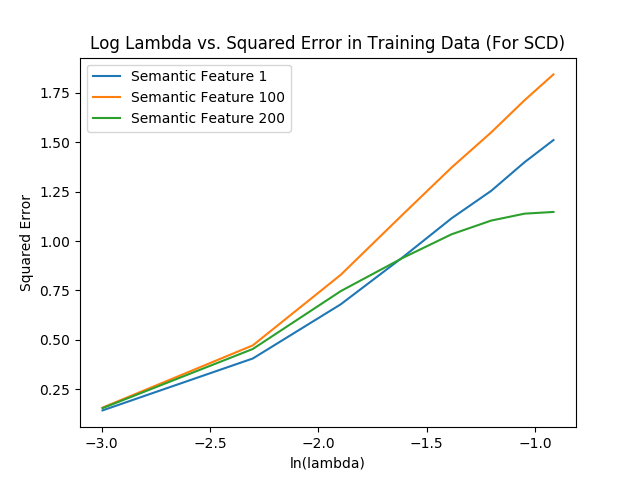 Log Lambda vs. Squared Error in Training Data (For SCD)
Semantic Feature 1
Semantic Feature 100
Semantic Feature 200
Squared Error
1.75
1.50
1.25
1.00
0.75
0.50
0.25
−3.0 −2.5 −2.0 −1.5 −1.0
ln(lambda)